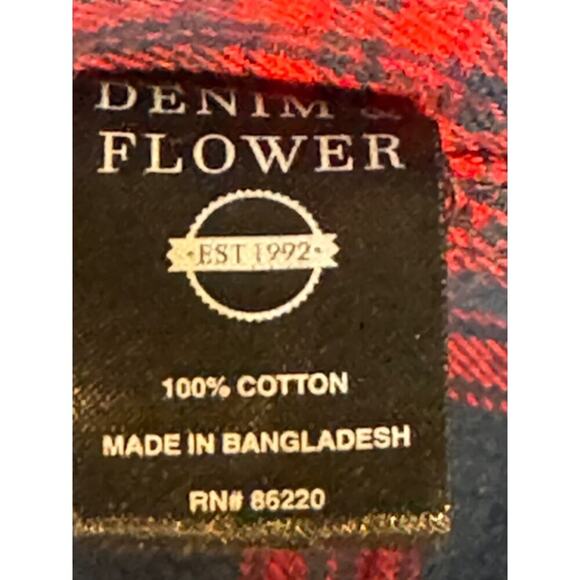 DENIM &
FLOWER
EST 1992
100% COTTON
MADE IN BANGLADESH
RN# 86220